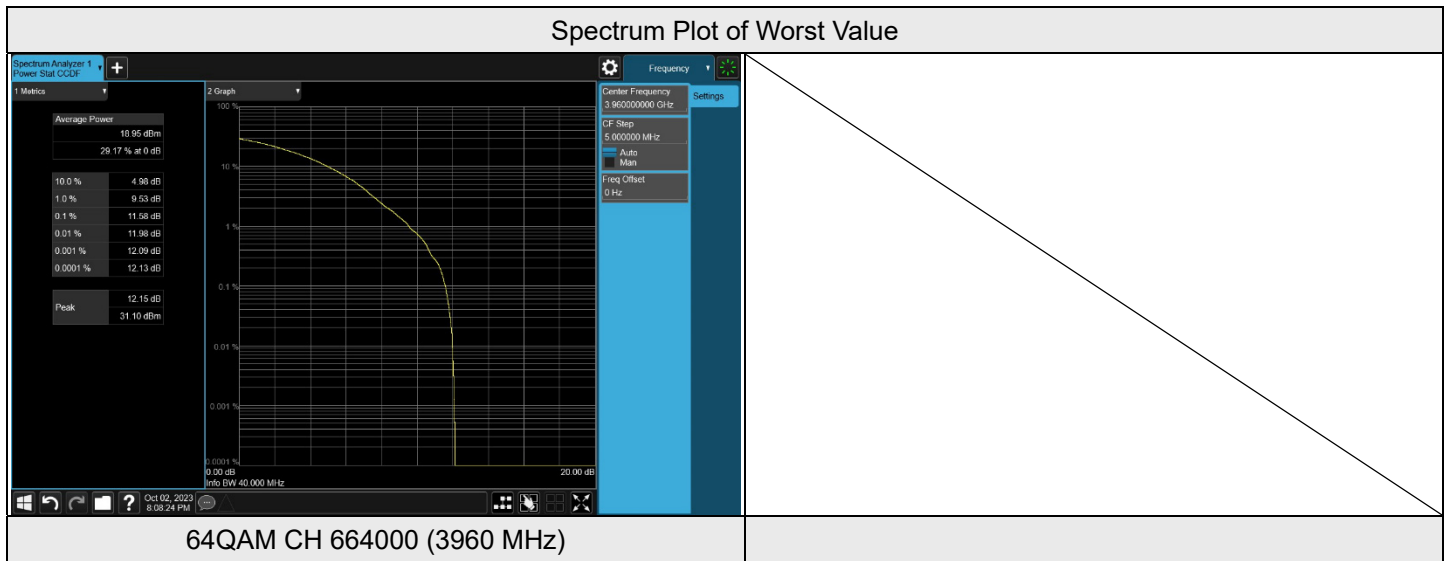 Spectrum Plot of Worst Value
Spectrum Analyzer 1
Power Stat CCDF
+
Frequency
1 Metrics
2 Graph
Settings
Center Frequency
3.960000000 GHz
CF Step
5.000000 MHz
Auto
Man
Freq Offset
0 Hz
Average Power
18.95 dBm
29.17 % at 0 dB
10.0 % 4.98 dB
1.0 % 9.53 dB
0.1 % 11.58 dB
0.01 % 11.98 dB
0.001 % 12.09 dB
0.0001 % 12.13 dB
Peak 12.15 dB
31.10 dBm
100 %
10 %
1 %
0.1 %
0.01 %
0.001 %
0.0001 %
0.00 dB 20.00 dB
Info BW 40.000 MHz
? Oct 02, 2023
8:08:24 PM
64QAM CH 664000 (3960 MHz)